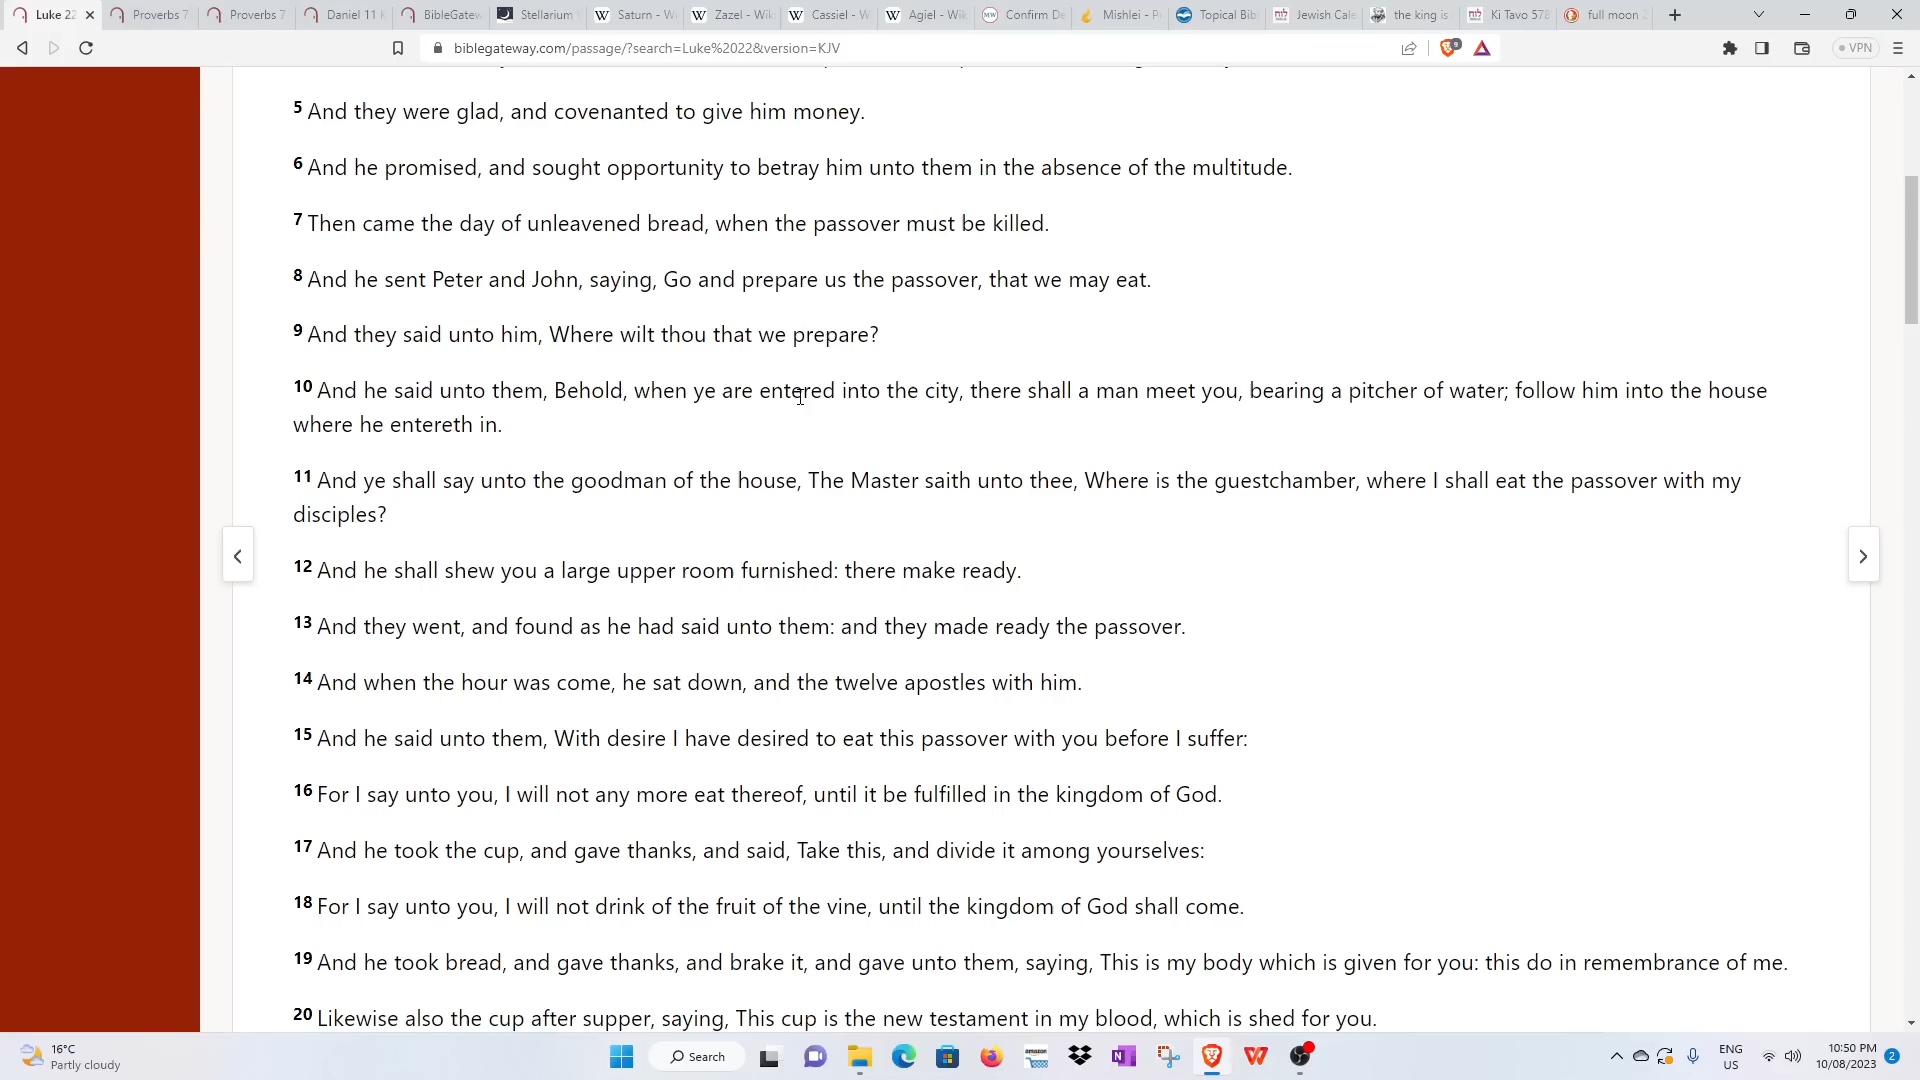 Luke 22
Proverbs 7
Proverbs 7
Daniel 11
BibleGatew
Stellarium
Saturn - W
Zazel - Wik
Cassiel - W
Agiel - Wik
Confirm De
Mishlei - P
Topical Bib
Jewish Cale
the king is
Ki Tavo 578
full moon 2
biblegateway.com/passage/?search=Luke%2022&version=KJV
VPN
5 And they were glad, and covenanted to give him money.
6 And he promised, and sought opportunity to betray him unto them in the absence of the multitude.
7 Then came the day of unleavened bread, when the passover must be killed.
8 And he sent Peter and John, saying, Go and prepare us the passover, that we may eat.
9 And they said unto him, Where wilt thou that we prepare?
10 And he said unto them, Behold, when ye are entered into the city, there shall a man meet you, bearing a pitcher of water; follow him into the house
where he entereth in.
11 And ye shall say unto the goodman of the house, The Master saith unto thee, Where is the guestchamber, where I shall eat the passover with my
disciples?
12 And he shall shew you a large upper room furnished: there make ready.
13 And they went, and found as he had said unto them: and they made ready the passover.
14 And when the hour was come, he sat down, and the twelve apostles with him.
15 And he said unto them, With desire I have desired to eat this passover with you before I suffer:
16 For I say unto you, I will not any more eat thereof, until it be fulfilled in the kingdom of God.
17 And he took the cup, and gave thanks, and said, Take this, and divide it among yourselves:
18 For I say unto you, I will not drink of the fruit of the vine, until the kingdom of God shall come.
19 And he took bread, and gave thanks, and brake it, and gave unto them, saying, This is my body which is given for you: this do in remembrance of me.
20 Likewise also the cup after supper, saying, This cup is the new testament in my blood, which is shed for you.
16°C
Partly cloudy
Search
amazon
ENG
US
10:50 PM
10/08/2023
2